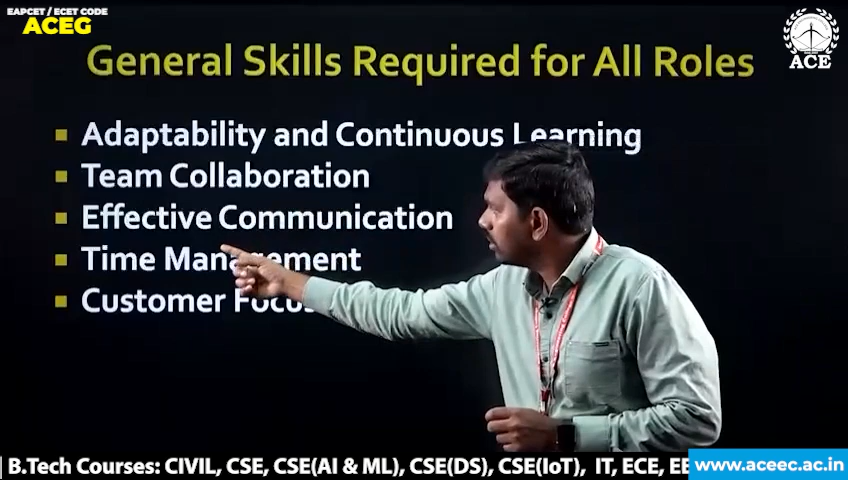 EAPCET / ECET CODE
ACEG
ACE
General Skills Required for All Roles
Adaptability and Continuous Learning
Team Collaboration
Effective Communication
Time Management
Customer Focus
B.Tech Courses: CIVIL, CSE, CSE(AI & ML), CSE(DS), CSE(IoT), IT, ECE,
www.aceec.ac.in